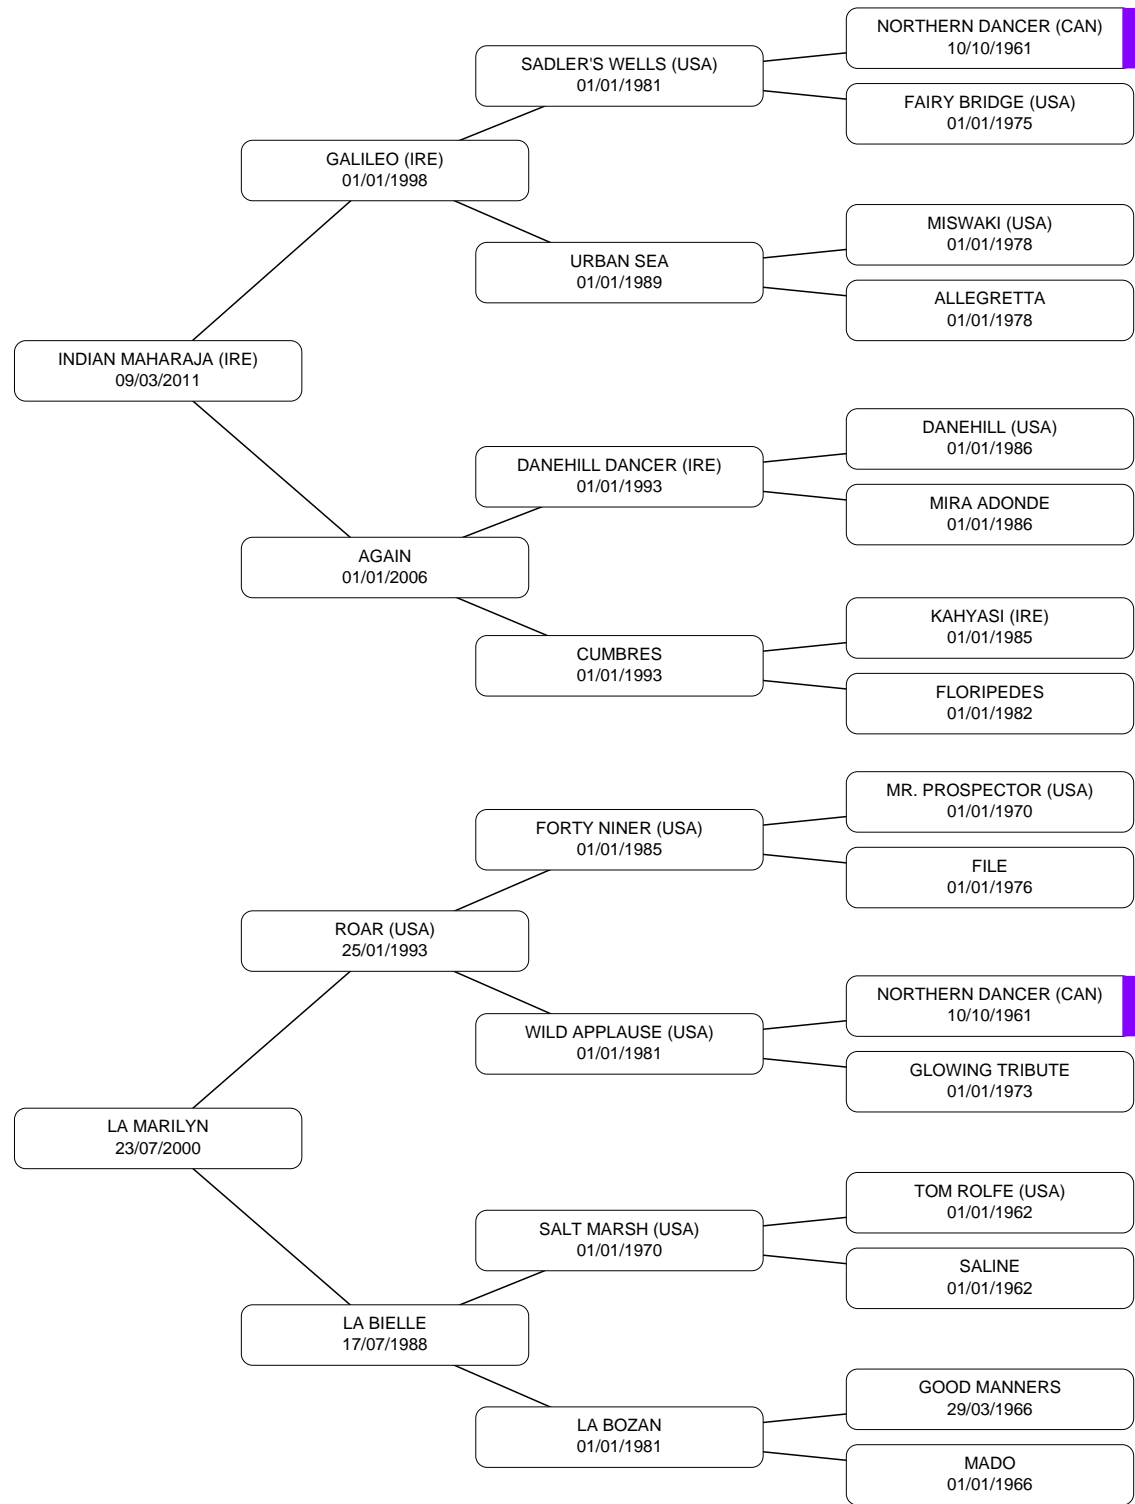 NORTHERN DANCER (CAN)
10/10/1961
SADLER'S WELLS (USA)
01/01/1981
FAIRY BRIDGE (USA)
01/01/1975
GALILEO (IRE)
01/01/1998
MISWAKI (USA)
01/01/1978
URBAN SEA
01/01/1989
ALLEGRETTA
01/01/1978
INDIAN MAHARAJA (IRE)
09/03/2011
DANEHILL (USA)
01/01/1986
DANEHILL DANCER (IRE)
01/01/1993
MIRA ADONDE
01/01/1986
AGAIN
01/01/2006
KAHYASI (IRE)
01/01/1985
CUMBRES
01/01/1993
FLORIPEDES
01/01/1982
MR. PROSPECTOR (USA)
01/01/1970
FORTY NINER (USA)
01/01/1985
FILE
01/01/1976
ROAR (USA)
25/01/1993
NORTHERN DANCER (CAN)
10/10/1961
WILD APPLAUSE (USA)
01/01/1981
GLOWING TRIBUTE
01/01/1973
LA MARILYN
23/07/2000
TOM ROLFE (USA)
01/01/1962
SALT MARSH (USA)
01/01/1970
SALINE
01/01/1962
LA BIELLE
17/07/1988
GOOD MANNERS
29/03/1966
LA BOZAN
01/01/1981
MADO
01/01/1966